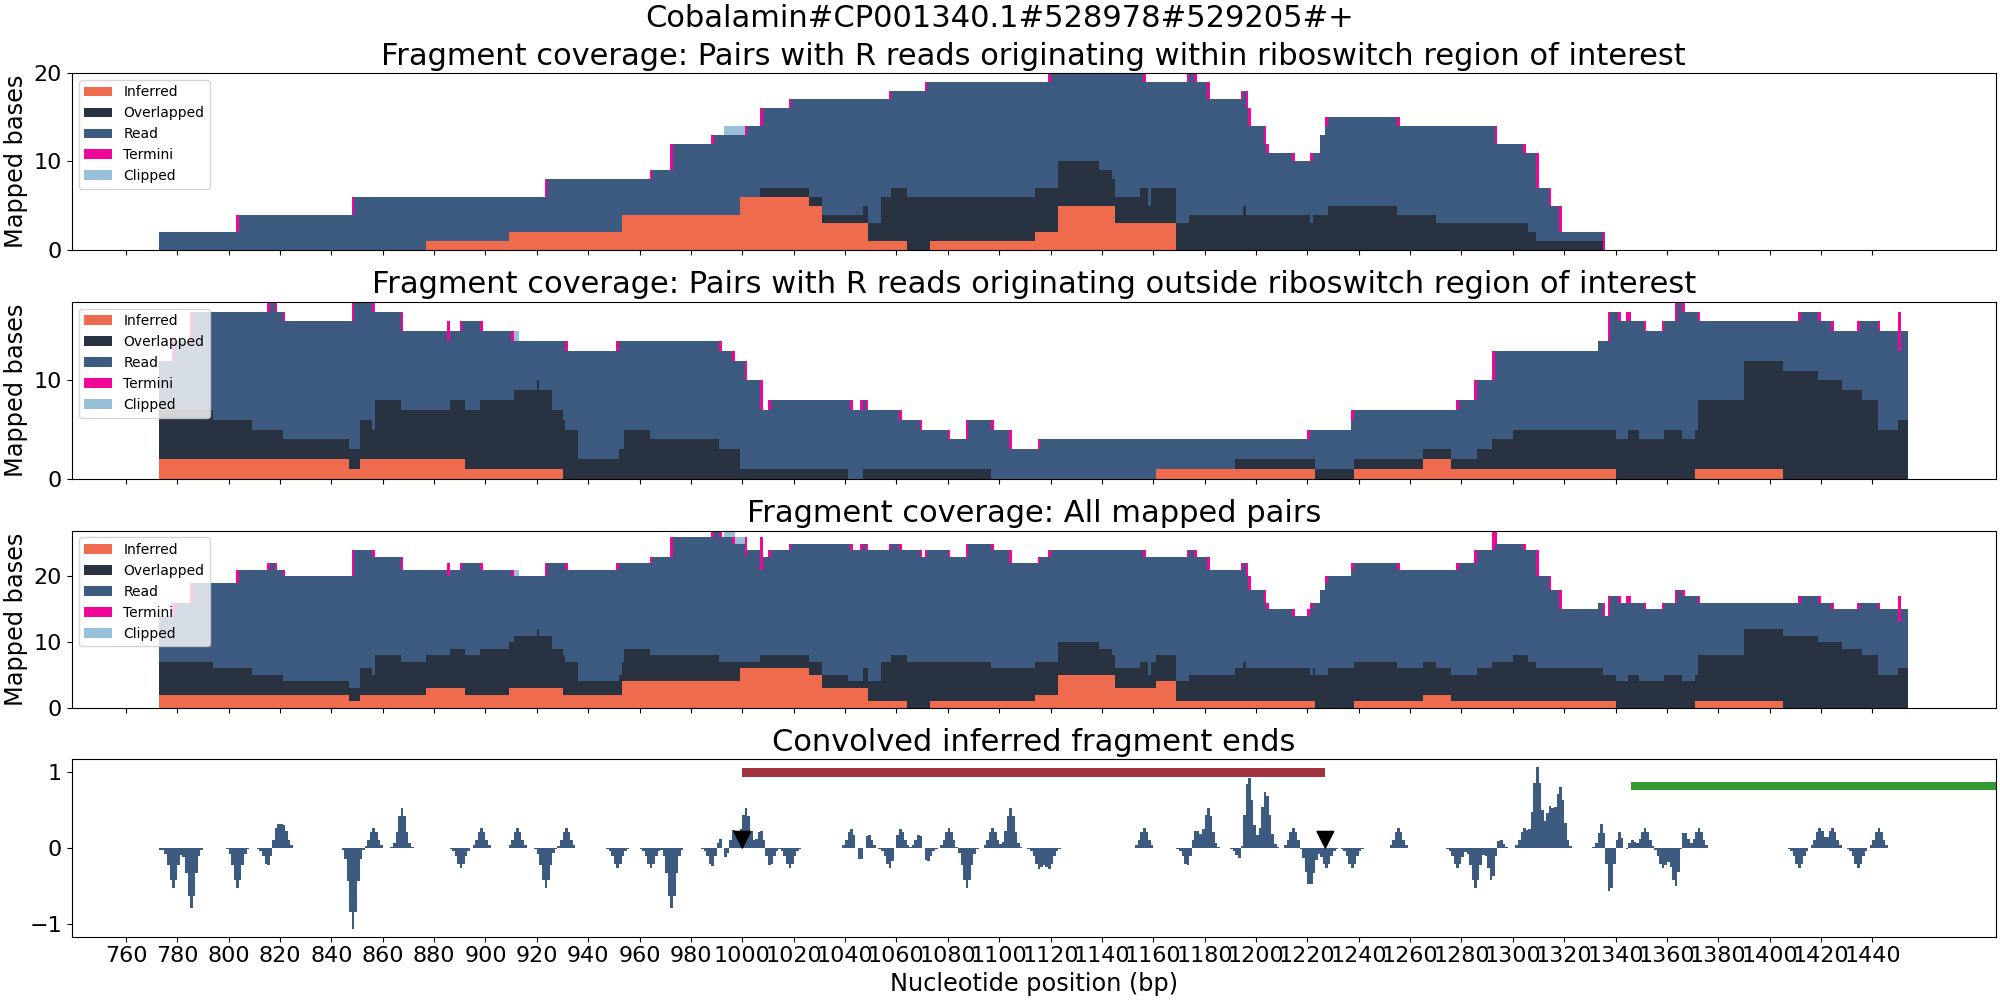 Cobalamin#CP001340.1#528978#529205#+
Fragment coverage: Pairs with R reads originating within riboswitch region of interest
Mapped bases
20
10
0
Inferred
Overlapped
Read
Termini
Clipped
Fragment coverage: Pairs with R reads originating outside riboswitch region of interest
Mapped bases
10
0
Inferred
Overlapped
Read
Termini
Clipped
Fragment coverage: All mapped pairs
Mapped bases
20
10
0
Inferred
Overlapped
Read
Termini
Clipped
Convolved inferred fragment ends
1
0
−1
760 780 800 820 840 860 880 900 920 940 960 980 1000 1020 1040 1060 1080 1100 1120 1140 1160 1180 1200 1220 1240 1260 1280 1300 1320 1340 1360 1380 1400 1420 1440
Nucleotide position (bp)